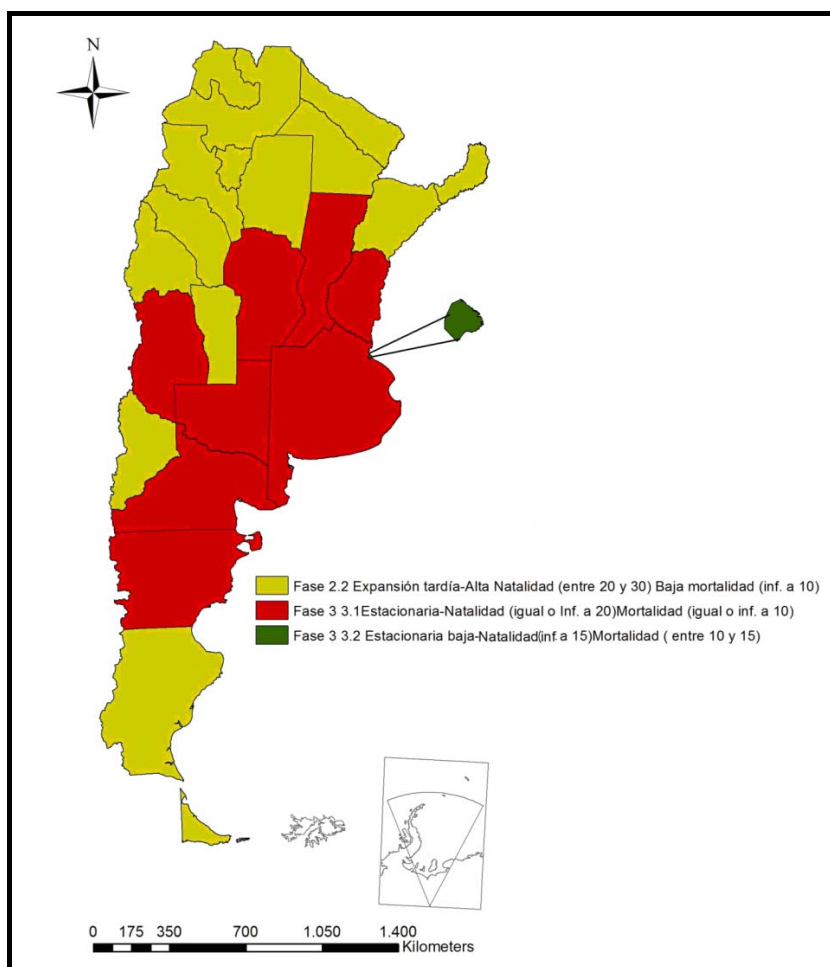 N
Fase 2.2 Expansión tardía-Alta Natalidad (entre 20 y 30) Baja mortalidad (inf. a 10)
Fase 3 3.1Estacionaria-Natalidad (igual o Inf. a 20)Mortalidad (igual o inf. a 10)
Fase 3 3.2 Estacionaria baja-Natalidad(inf. a 15)Mortalidad ( entre 10 y 15)
0 175 350 700 1.050 1.400
Kilometers